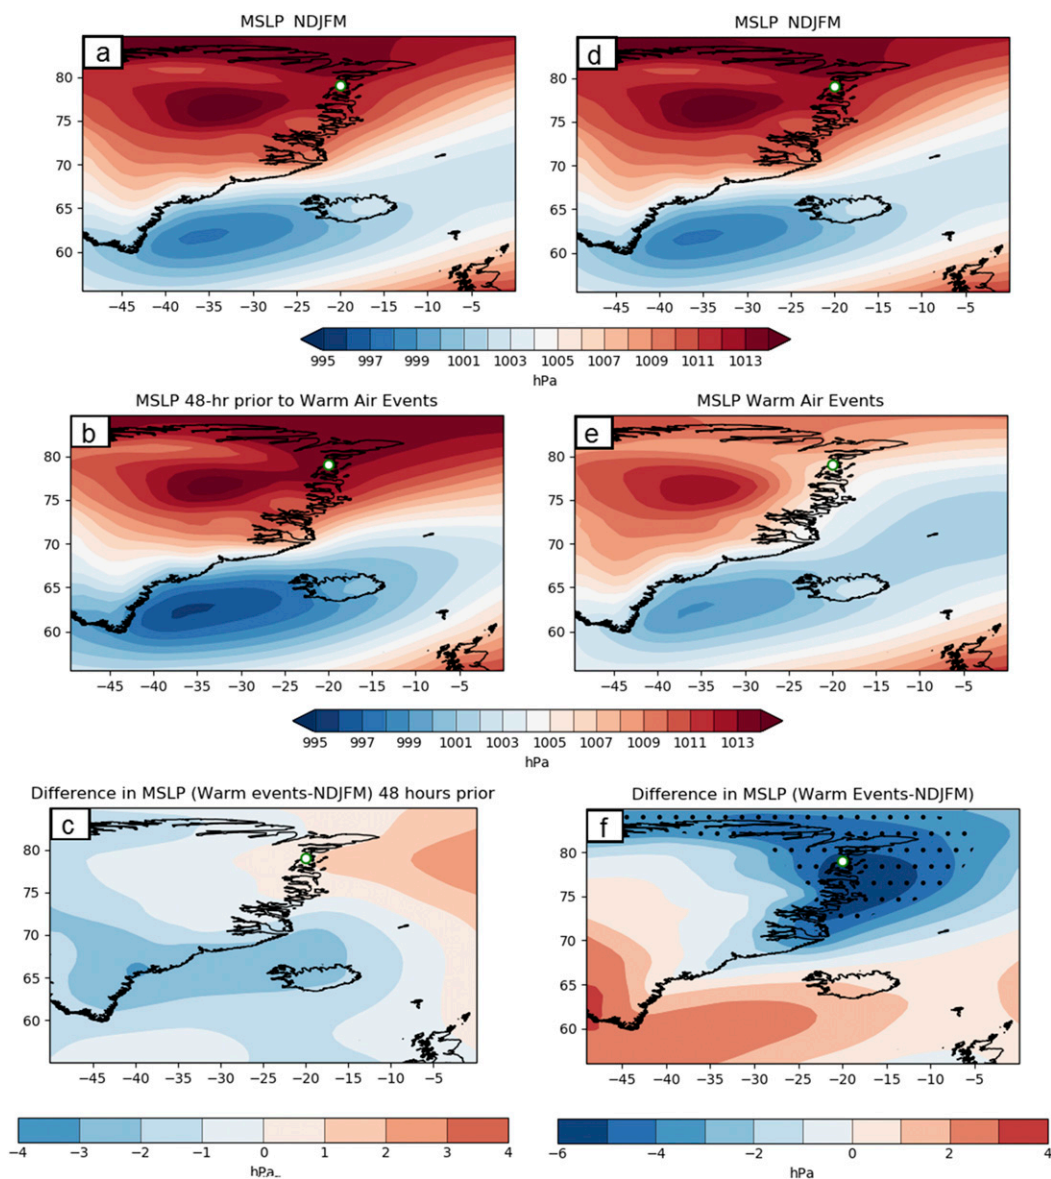 MSLP NDJFM
MSLP NDJFM
a
d
80
75
70
65
60
80
75
70
65
60
−45 −40 −35 −30 −25 −20 −15 −10 −5
−45 −40 −35 −30 −25 −20 −15 −10 −5
995 997 999 1001 1003 1005 1007 1009 1011 1013
hPa
MSLP 48-hr prior to Warm Air Events
MSLP Warm Air Events
b
e
80
75
70
65
60
80
75
70
65
60
−45 −40 −35 −30 −25 −20 −15 −10 −5
−45 −40 −35 −30 −25 −20 −15 −10 −5
995 997 999 1001 1003 1005 1007 1009 1011 1013
hPa
Difference in MSLP (Warm events-NDJFM) 48 hours prior
Difference in MSLP (Warm Events-NDJFM)
c
f
80
75
70
65
60
80
75
70
65
60
−45 −40 −35 −30 −25 −20 −15 −10 −5
−45 −40 −35 −30 −25 −20 −15 −10 −5
−4 −3 −2 −1 0 1 2 3 4
hPa
−6 −4 −2 0 2 4
hPa